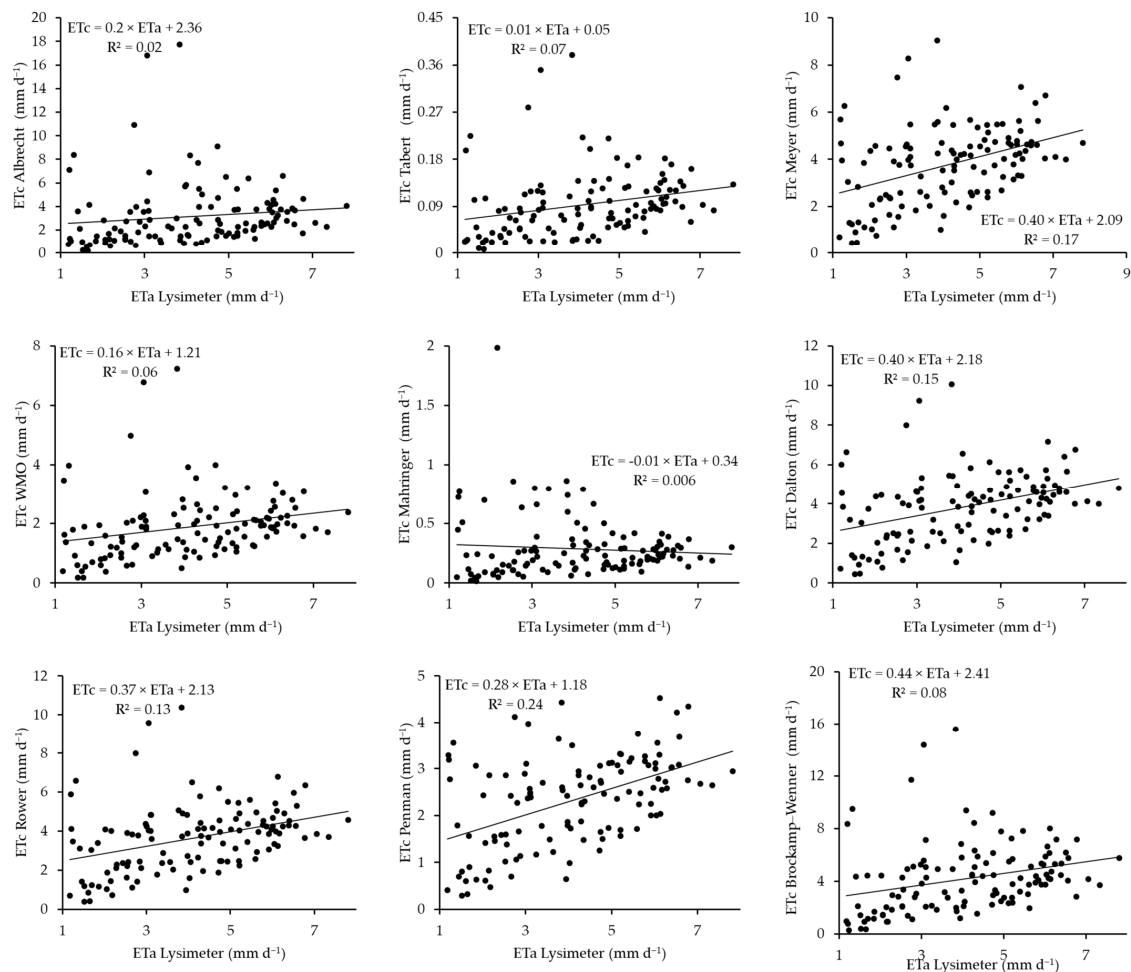 ETc = 0.2 × ETa + 2.36
R² = 0.02
ETc Albrecht (mm d⁻¹)
20
18
16
14
12
10
8
6
4
2
0
1 3 5 7
ETa Lysimeter (mm d⁻¹)
ETc = 0.01 × ETa + 0.05
R² = 0.07
ETc Tabert (mm d⁻¹)
0.45
0.36
0.27
0.18
0.09
0
1 3 5 7
ETa Lysimeter (mm d⁻¹)
ETc Meyer (mm d⁻¹)
10
8
6
4
2
0
ETc = 0.40 × ETa + 2.09
R² = 0.17
1 3 5 7 9
ETa Lysimeter (mm d⁻¹)
ETc = 0.16 × ETa + 1.21
R² = 0.06
ETc WMO (mm d⁻¹)
8
6
4
2
0
1 3 5 7
ETa Lysimeter (mm d⁻¹)
ETc Mahringer (mm d⁻¹)
2
1.5
1
0.5
0
ETc = -0.01 × ETa + 0.34
R² = 0.006
1 3 5 7
ETa Lysimeter (mm d⁻¹)
ETc = 0.40 × ETa + 2.18
R² = 0.15
ETc Dalton (mm d⁻¹)
12
10
8
6
4
2
0
1 3 5 7
ETa Lysimeter (mm d⁻¹)
ETc = 0.37 × ETa + 2.13
R² = 0.13
ETc Rower (mm d⁻¹)
12
10
8
6
4
2
0
1 3 5 7
ETa Lysimeter (mm d⁻¹)
ETc = 0.28 × ETa + 1.18
R² = 0.24
ETc Penman (mm d⁻¹)
5
4
3
2
1
0
1 3 5 7
ETa Lysimeter (mm d⁻¹)
ETc = 0.44 × ETa + 2.41
R² = 0.08
ETc Brockamp–Wenner (mm d⁻¹)
20
16
12
8
4
0
1 3 5 7
ETa Lysimeter (mm d⁻¹)